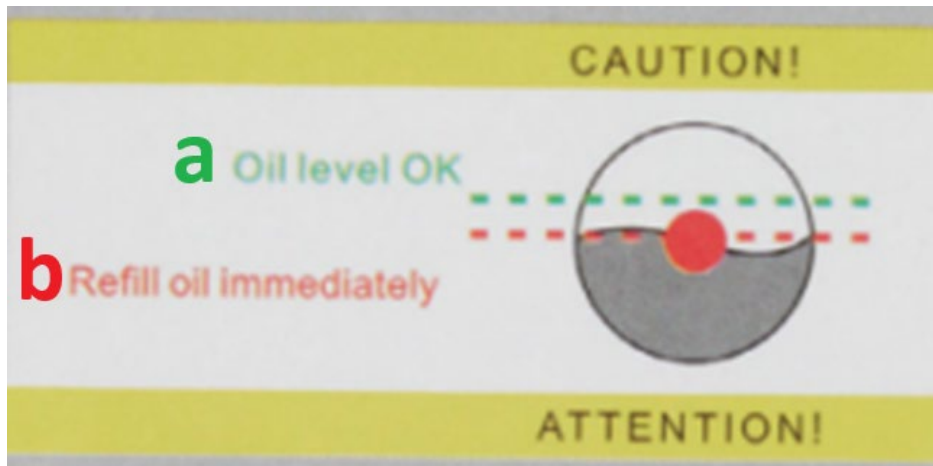 CAUTION!
a Oil level OK
b Refill oil immediately
ATTENTION!